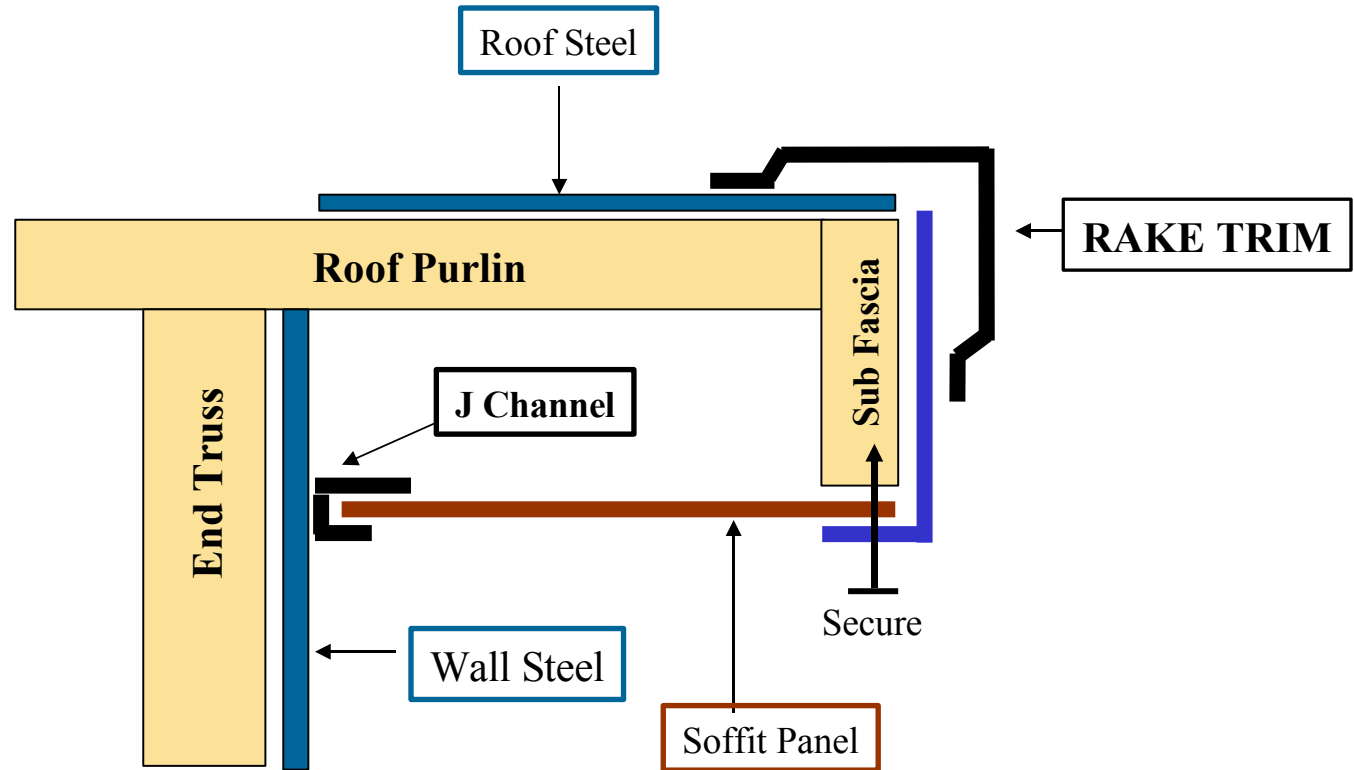 Roof Steel
RAKE TRIM
Roof Purlin
Sub Fascia
J Channel
End Truss
Secure
Wall Steel
Soffit Panel